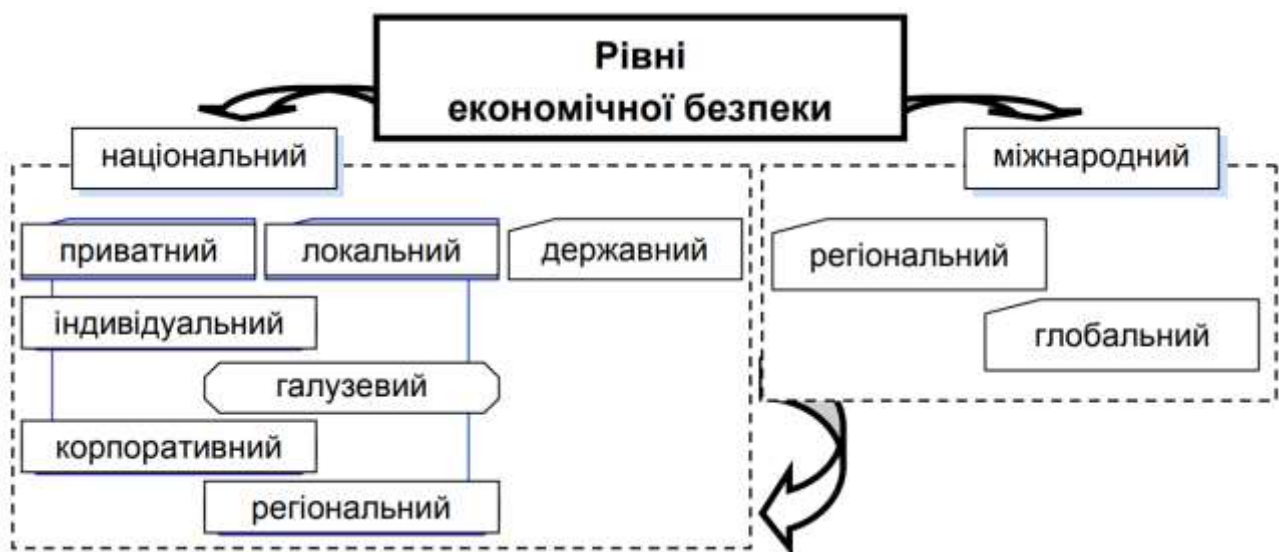 Рівні
економічної безпеки
національний
міжнародний
приватний
локальний
державний
регіональний
індивідуальний
глобальний
галузевий
корпоративний
регіональний